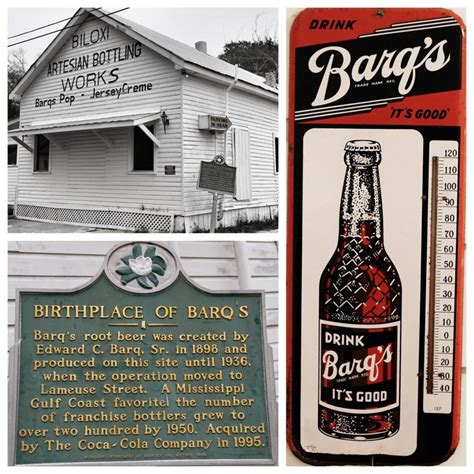 BILOXI
ARTESIAN BOTTLING
WORKS
Barqs Pop - JerseyCreme
BIRTHPLACE OF BARQ'S
Barq's root beer was created by
Edward C. Barq, Sr. in 1898 and
produced on this site until 1936,
when the operation moved to
Lameuse Street. A Mississippi
Gulf Coast favorite! the number
of franchise bottlers grew to
over two hundred by 1950. Acquired
by The Coca-Cola Company in 1995.
DRINK
Barq's
TRADE MARK REG.
"IT'S GOOD"
DRINK
Barq's
IT'S GOOD
120
110
100
90
80
70
60
50
40
30
20
10
0
10
20
30
40